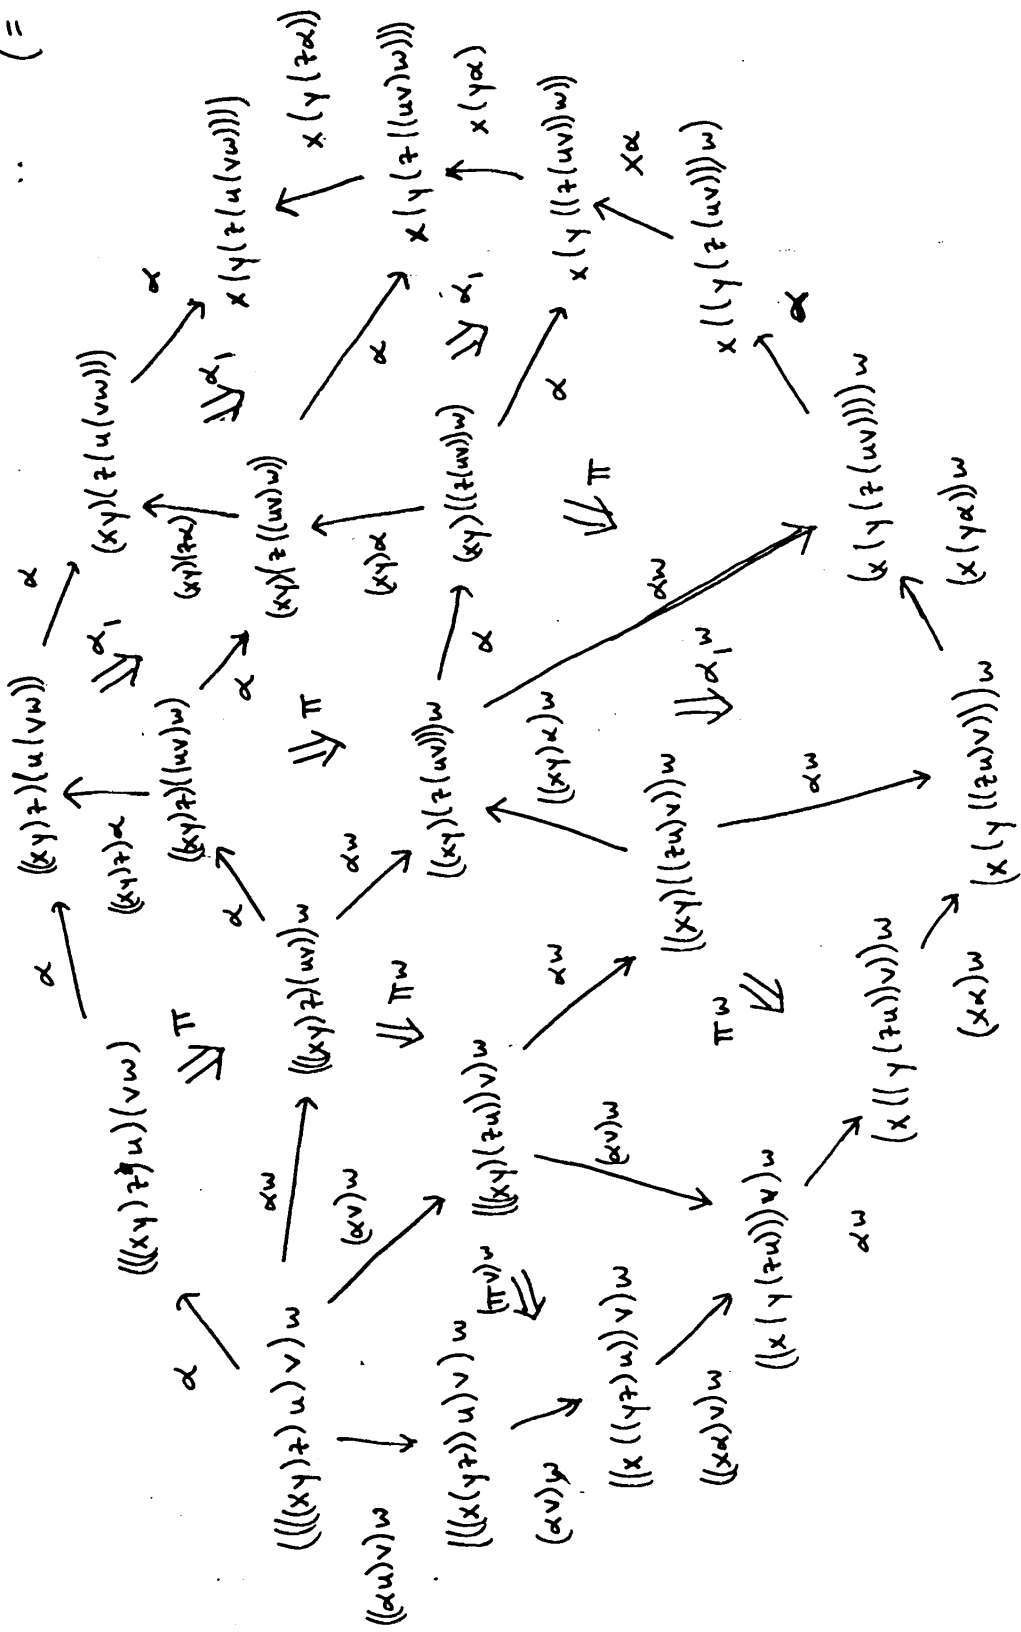 (=
..
((xy)z)(u(vw))
α
α
(((xy)z)u)(vw)
((xy)z)α
α₁
(xy)(z(u(vw)))
α
α
π
((xy)z)((uv)w)
(xy)(zα)
α₁
x(y(z(u(vw))))
α
α
(xy)(z((uv)w))
αw
((((xy)z)u)v)w
(((xy)z)(uv))w
π
x(y(zα))
(αv)w
αw
(xy)α
α
((αu)v)w
πw
((xy)(z(uv)))w
x(y(z((uv)w)))
(((x(yz))u)v)w
(((xy)(zu))v)w
α
(xy)((z(uv))w)
α₁
x(yα)
(πv)w
(αv)w
αw
((xy)α)w
α
x(y((z(uv))w))
π
((x((yz)u))v)w
(αv)w
αw
xα
((xy)((zu)v))w
α₁w
x((y(z(uv)))w)
((xα)v)w
πw
((x(y(zu)))v)w
αw
α
αw
(x((y(zu))v))w
(x(y(z(uv))))w
(xα)w
(x(yα))w
(x(y((zu)v)))w